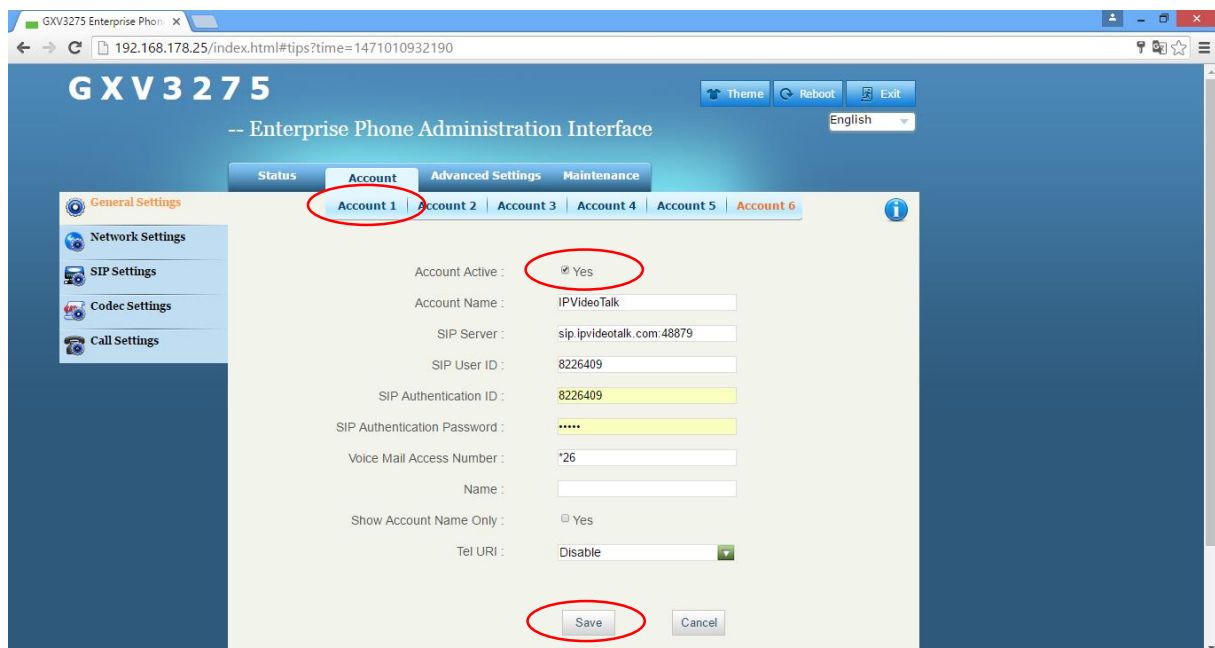 GXV3275 Enterprise Phon
192.168.178.25/index.html#tips?time=1471010932190
GXV3275
Theme Reboot Exit
-- Enterprise Phone Administration Interface
English
Status Account Advanced Settings Maintenance
General Settings
Network Settings
SIP Settings
Codec Settings
Call Settings
Account 1 Account 2 Account 3 Account 4 Account 5 Account 6
Account Active : Yes
Account Name : IPVideoTalk
SIP Server : sip.ipvideotalk.com:48879
SIP User ID : 8226409
SIP Authentication ID : 8226409
SIP Authentication Password : •••••
Voice Mail Access Number : *26
Name :
Show Account Name Only : Yes
Tel URI : Disable
Save Cancel